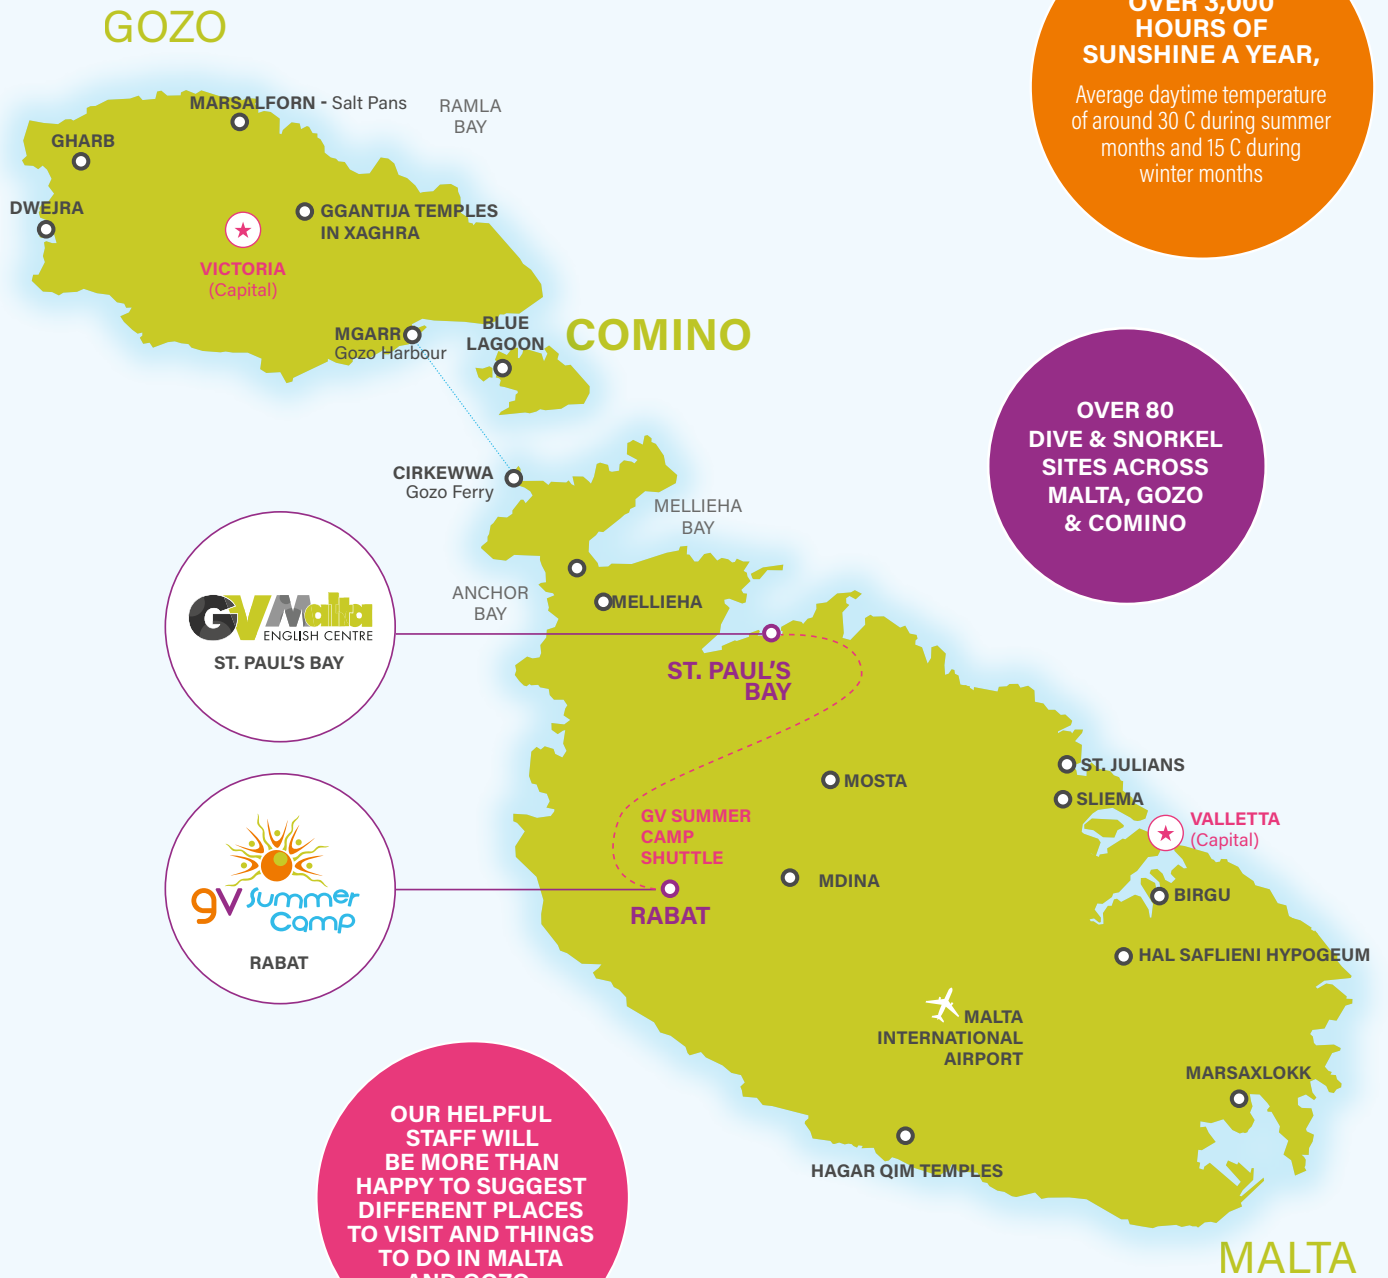 GOZO
OVER 3,000
HOURS OF
SUNSHINE A YEAR,
Average daytime temperature
of around 30 C during summer
months and 15 C during
winter months
MARSALFORN - Salt Pans
RAMLA
BAY
GHARB
DWEJRA
GGANTIJA TEMPLES
IN XAGHRA
VICTORIA
(Capital)
MGARR
Gozo Harbour
BLUE
LAGOON
COMINO
OVER 80
DIVE & SNORKEL
SITES ACROSS
MALTA, GOZO
& COMINO
CIRKEWWA
Gozo Ferry
MELLIEHA
BAY
ANCHOR
BAY
MELLIEHA
GV Malta
ENGLISH CENTRE
ST. PAUL'S BAY
ST. PAUL'S
BAY
MOSTA
ST. JULIANS
SLIEMA
VALLETTA
(Capital)
GV SUMMER
CAMP
SHUTTLE
MDINA
RABAT
BIRGU
gv Summer
Camp
RABAT
HAL SAFLIENI HYPOGEUM
MALTA
INTERNATIONAL
AIRPORT
MARSAXLOKK
HAGAR QIM TEMPLES
OUR HELPFUL
STAFF WILL
BE MORE THAN
HAPPY TO SUGGEST
DIFFERENT PLACES
TO VISIT AND THINGS
TO DO IN MALTA
AND GOZO
MALTA